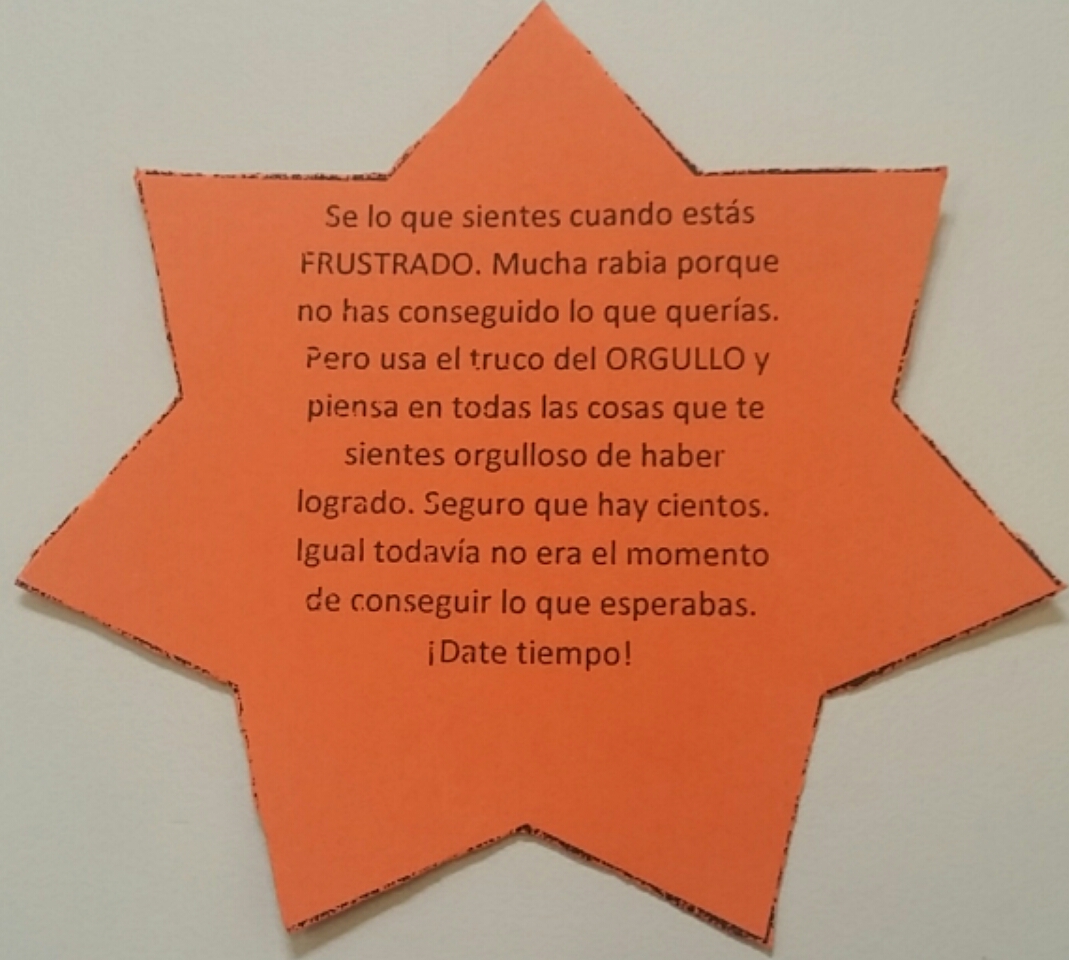 Se lo que sientes cuando estás
FRUSTRADO. Mucha rabia porque
no has conseguido lo que querías.
Pero usa el truco del ORGULLO y
piensa en todas las cosas que te
sientes orgulloso de haber
logrado. Seguro que hay cientos.
Igual todavía no era el momento
de conseguir lo que esperabas.
¡Date tiempo!